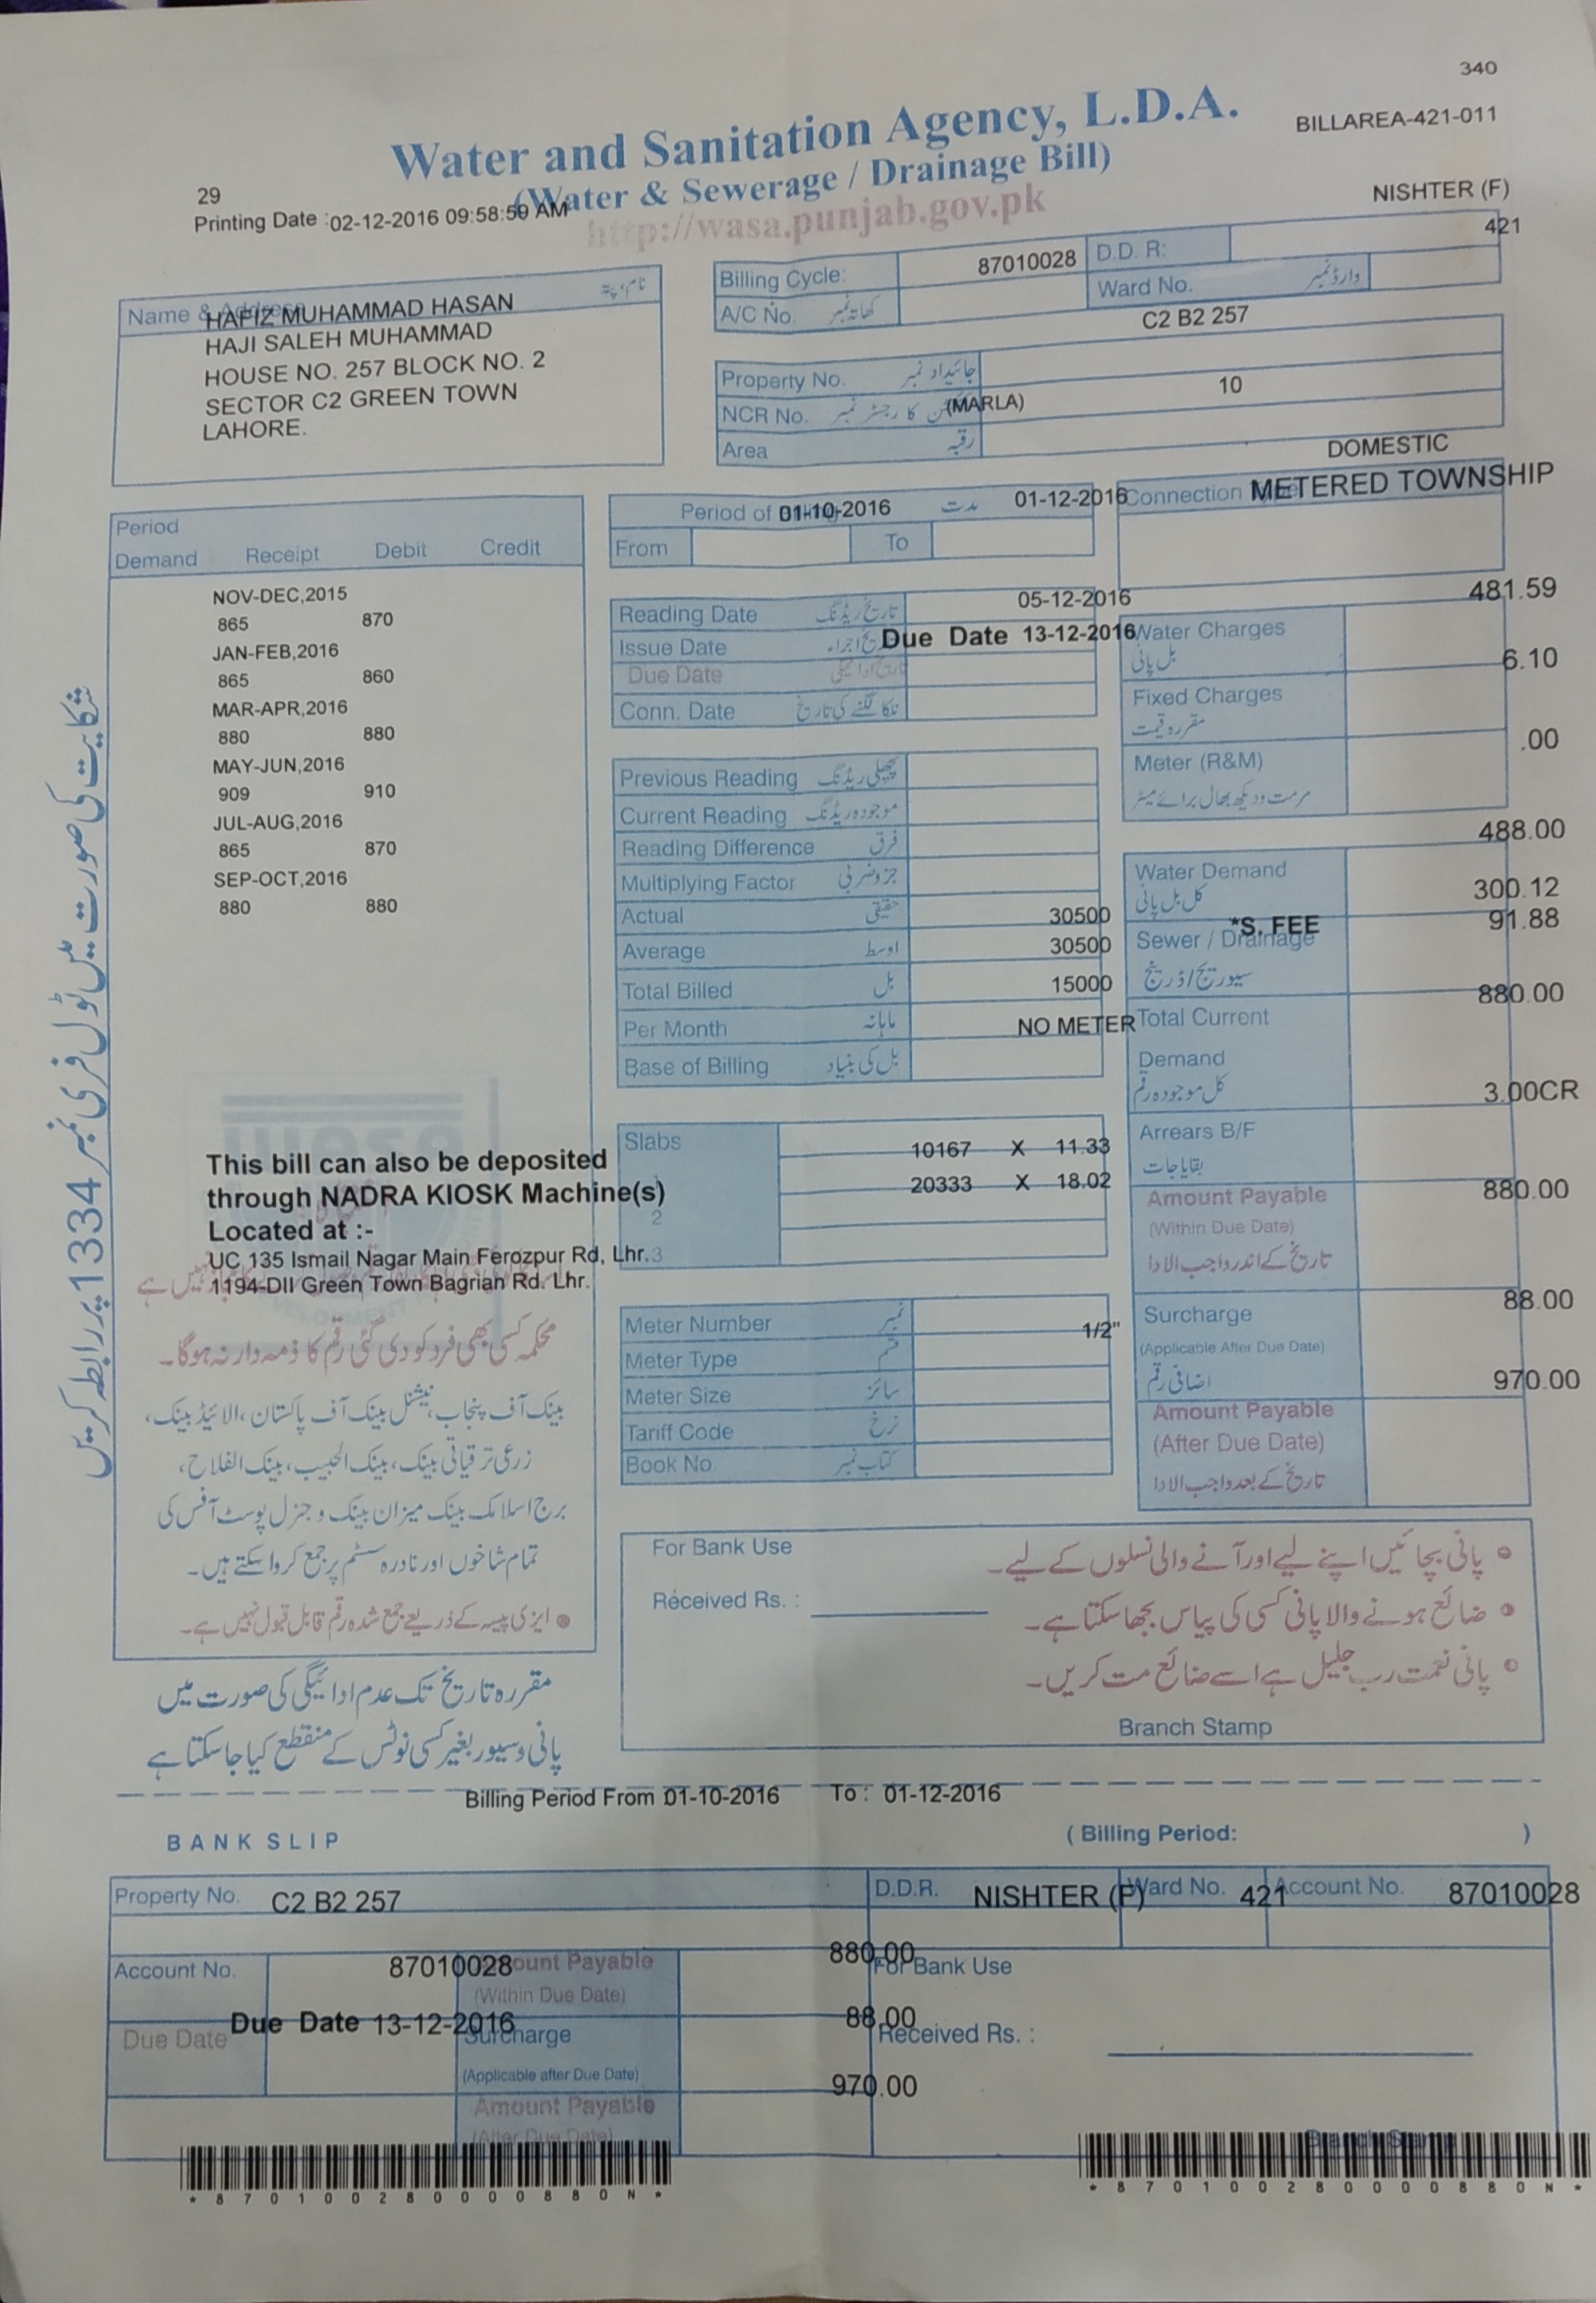 340
Water and Sanitation Agency, L.D.A.
BILLAREA-421-011
(Water & Sewerage / Drainage Bill)
29
Printing Date : 02-12-2016 09:58:59 AM
http://wasa.punjab.gov.pk
NISHTER (F)
421
Name & Address نام، پتہ
HAFIZ MUHAMMAD HASAN
HAJI SALEH MUHAMMAD
HOUSE NO. 257 BLOCK NO. 2
SECTOR C2 GREEN TOWN
LAHORE.
Billing Cycle: 87010028 D.D. R:
A/C No. کھاتہ نمبر Ward No. وارڈ نمبر
C2 B2 257
Property No. جائیداد نمبر
10
NCR No. (MARLA)
Area رقبہ
DOMESTIC
Connection METERED TOWNSHIP
Period Demand Receipt Debit Credit
NOV-DEC,2015
865 870
JAN-FEB,2016
865 860
MAR-APR,2016
880 880
MAY-JUN,2016
909 910
JUL-AUG,2016
865 870
SEP-OCT,2016
880 880
Period of 01-10-2016 مدت 01-12-2016
From To
Reading Date تاریخ ریڈنگ 05-12-2016
Issue Date تاریخ اجراء Due Date 13-12-2016
Due Date تاریخ ادائیگی
Conn. Date نلکا لگنے کی تاریخ
Previous Reading پچھلی ریڈنگ
Current Reading موجودہ ریڈنگ
Reading Difference فرق
Multiplying Factor جزو ضربی
Actual حقیقی 30500
Average اوسط 30500
Total Billed بل 15000
Per Month ماہانہ NO METER
Base of Billing بل کی بنیاد
Slabs
10167 X 11.33
20333 X 18.02
2
3
Meter Number نمبر 1/2"
Meter Type قسم
Meter Size سائز
Tariff Code نرخ
Book No. کتاب نمبر
481.59
Water Charges
بل پانی
6.10
Fixed Charges
مقررہ قیمت
.00
Meter (R&M)
مرمت و دیکھ بھال برائے میٹر
488.00
Water Demand
کل بل پانی
300.12
*S. FEE 91.88
Sewer / Drainage
سیوریج/ڈرینج
880.00
Total Current
Demand
کل موجودہ رقم
3.00CR
Arrears B/F
بقایاجات
880.00
Amount Payable
(Within Due Date)
تاریخ کے اندر واجب الادا
88.00
Surcharge
(Applicable After Due Date)
اضافی رقم
970.00
Amount Payable
(After Due Date)
تاریخ کے بعد واجب الادا
This bill can also be deposited
through NADRA KIOSK Machine(s)
Located at :-
UC 135 Ismail Nagar Main Ferozpur Rd, Lhr.
1194-DII Green Town Bagrian Rd. Lhr.
محکمہ کسی بھی فرد کو دی گئی رقم کا ذمہ دار نہ ہوگا۔
بینک آف پنجاب، نیشنل بینک آف پاکستان، الائیڈ بینک،
زرعی ترقیاتی بینک، بینک الحبیب، بینک الفلاح،
برج اسلامک بینک میزان بینک و جنرل پوسٹ آفس کی
تمام شاخوں اور نادرہ سسٹم پر جمع کروا سکتے ہیں۔
• ایزی پیسہ کے ذریعے جمع شدہ رقم قابل قبول نہیں ہے۔
مقررہ تاریخ تک عدم ادائیگی کی صورت میں
پانی و سیور بغیر کسی نوٹس کے منقطع کیا جا سکتا ہے
شکایت کی صورت میں ٹول فری نمبر 1334 پر رابطہ کریں
For Bank Use
Received Rs. :
• پانی بچائیں اپنے لیے اور آنے والی نسلوں کے لیے۔
• ضائع ہونے والا پانی کسی کی پیاس بجھا سکتا ہے۔
• پانی نعمت رب جلیل ہے اسے ضائع مت کریں۔
Branch Stamp
Billing Period From 01-10-2016 To : 01-12-2016
BANK SLIP ( Billing Period: )
Property No. C2 B2 257 D.D.R. NISHTER (F) Ward No. 421 Account No. 87010028
Account No. 87010028 Amount Payable 880.00 For Bank Use
(Within Due Date)
Due Date Due Date 13-12-2016 Surcharge 88.00 Received Rs. :
(Applicable after Due Date)
970.00
Amount Payable
(After Due Date)
Branch Stamp
*870100280000880N*
*870100280000880N*